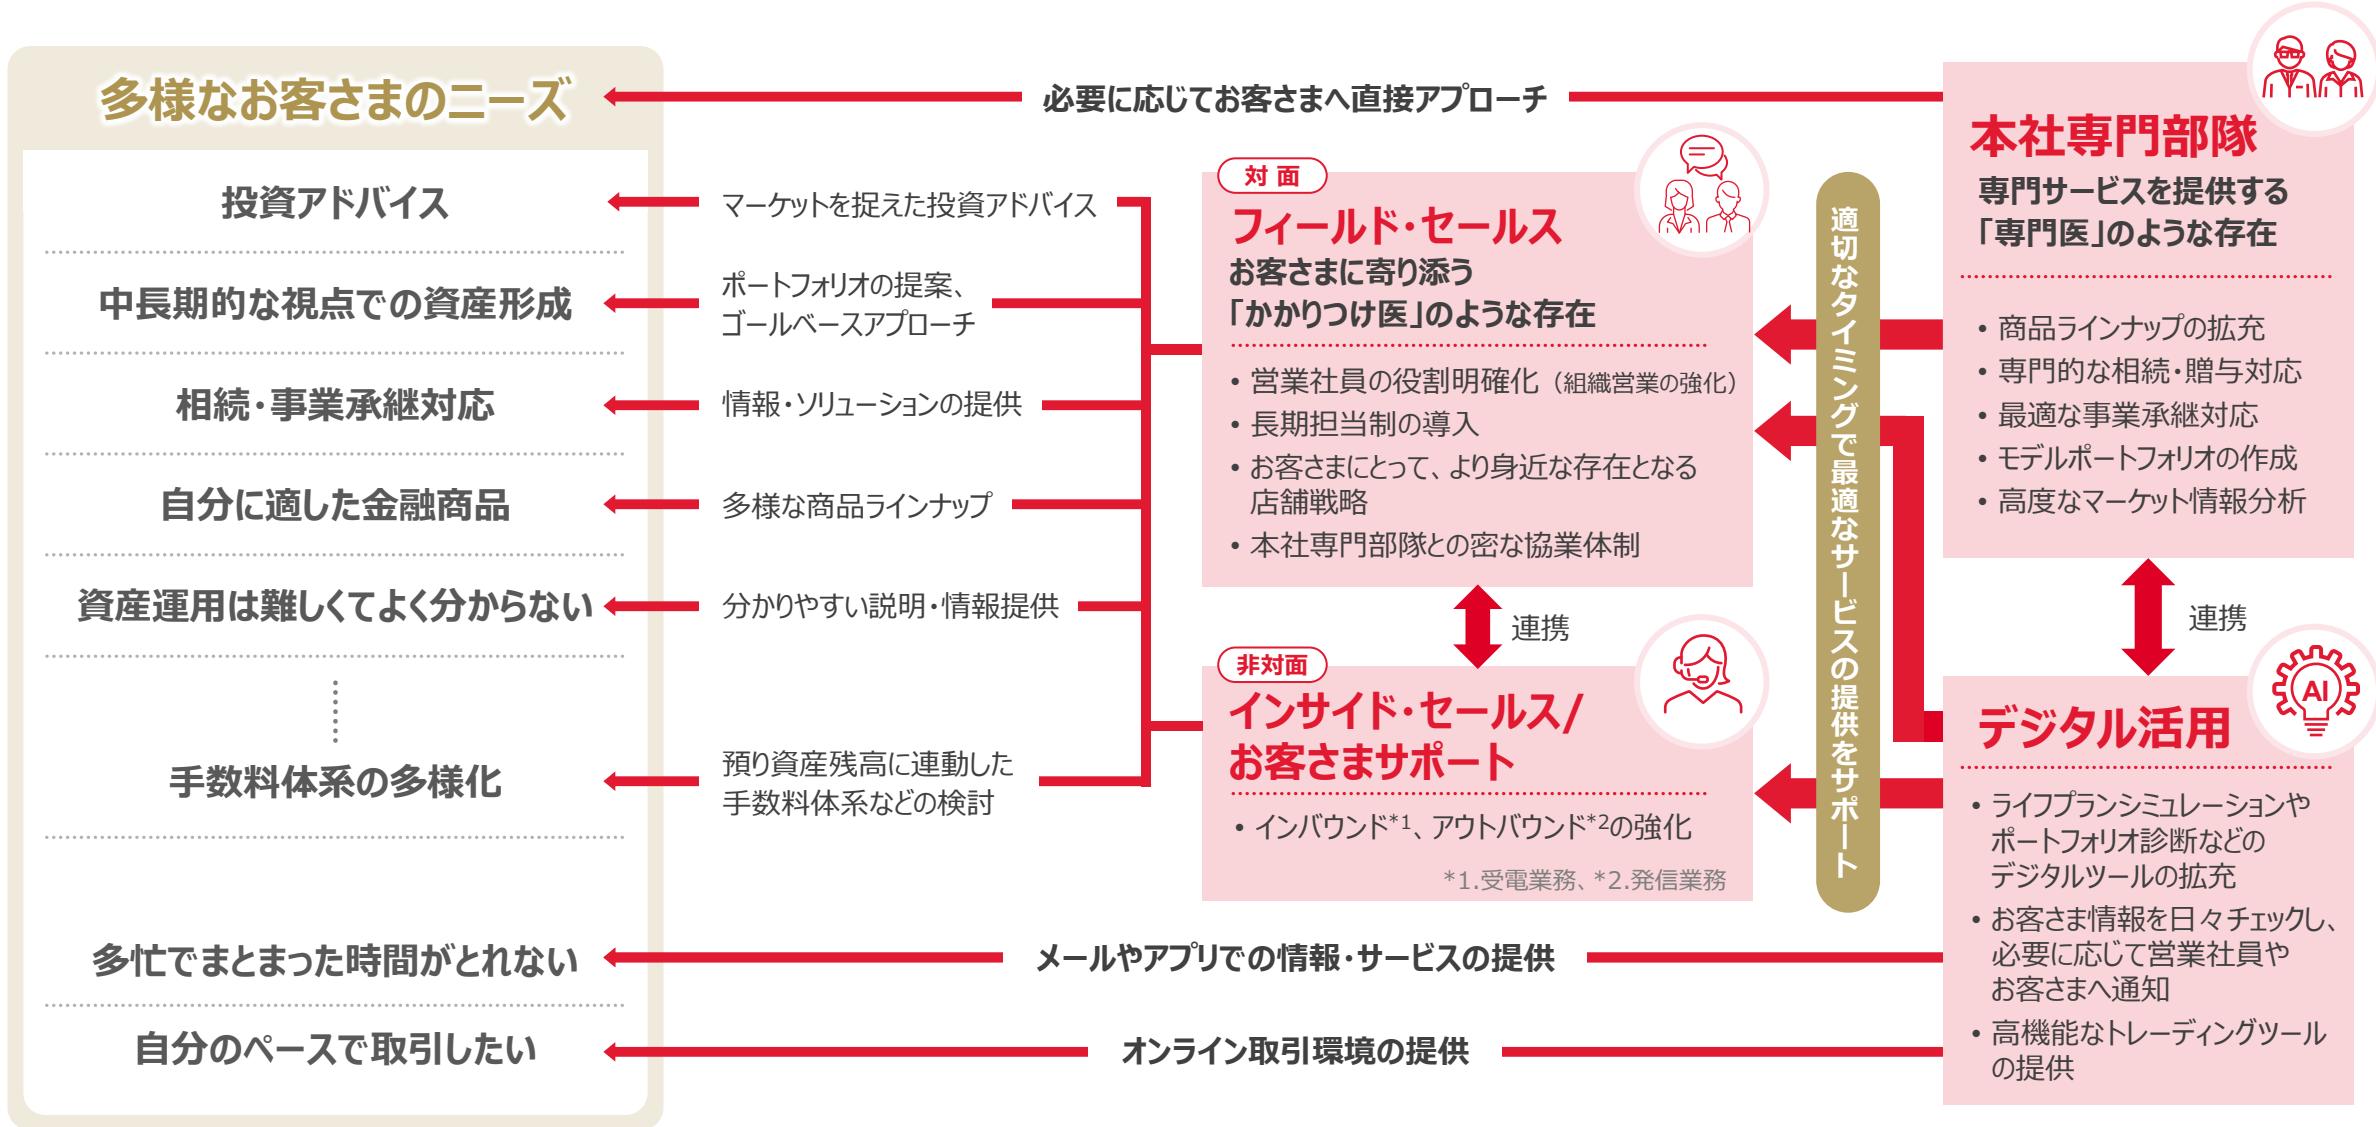 多様なお客さまのニーズ
投資アドバイス
中長期的な視点での資産形成
相続・事業承継対応
自分に適した金融商品
資産運用は難しくてよく分からない
手数料体系の多様化
多忙でまとまった時間がとれない
自分のペースで取引したい
必要に応じてお客さまへ直接アプローチ
マーケットを捉えた投資アドバイス
ポートフォリオの提案、
ゴールベースアプローチ
情報・ソリューションの提供
多様な商品ラインナップ
分かりやすい説明・情報提供
預り資産残高に連動した
手数料体系などの検討
メールやアプリでの情報・サービスの提供
オンライン取引環境の提供
対 面
フィールド・セールス
お客さまに寄り添う
「かかりつけ医」のような存在
• 営業社員の役割明確化（組織営業の強化）
• 長期担当制の導入
• お客さまにとって、より身近な存在となる
店舗戦略
• 本社専門部隊との密な協業体制
連携
非対面
インサイド・セールス/
お客さまサポート
• インバウンド*1、アウトバウンド*2の強化
*1.受電業務、*2.発信業務
適切なタイミングで最適なサービスの提供をサポート
本社専門部隊
専門サービスを提供する
「専門医」のような存在
• 商品ラインナップの拡充
• 専門的な相続・贈与対応
• 最適な事業承継対応
• モデルポートフォリオの作成
• 高度なマーケット情報分析
連携
AI
デジタル活用
• ライフプランシミュレーションや
ポートフォリオ診断などの
デジタルツールの拡充
• お客さま情報を日々チェックし、
必要に応じて営業社員や
お客さまへ通知
• 高機能なトレーディングツール
の提供